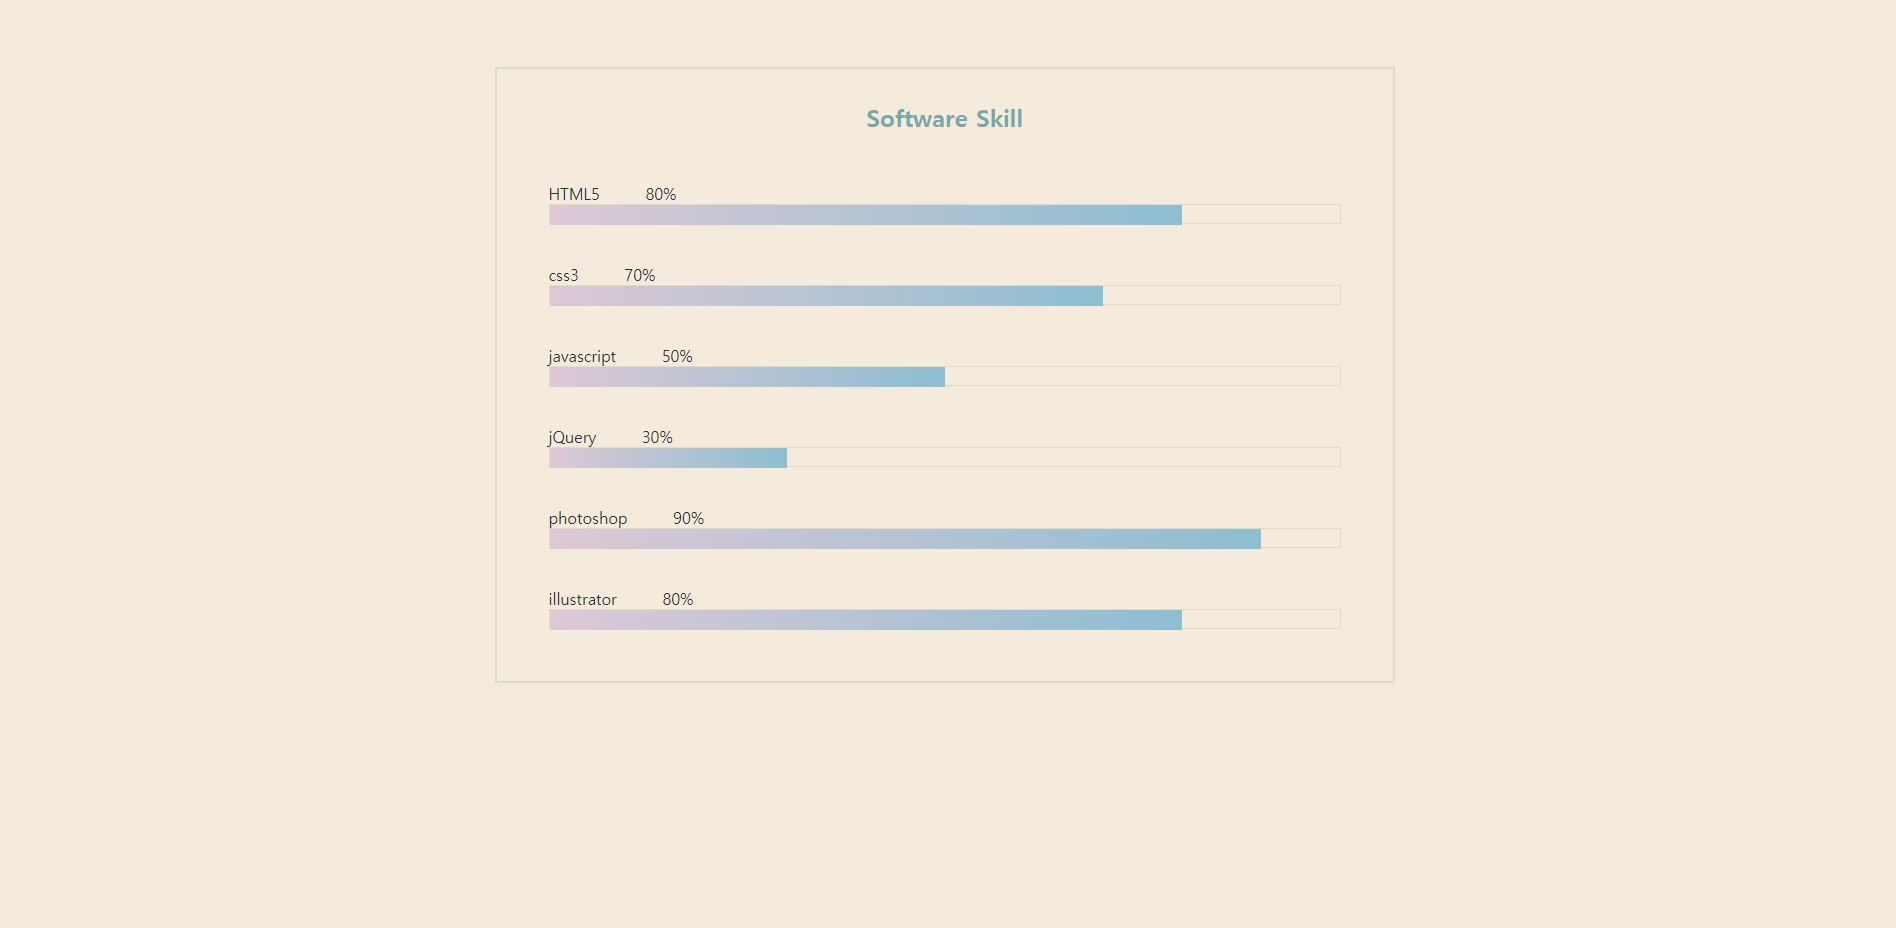 Software Skill
HTML5 80%
css3 70%
javascript 50%
jQuery 30%
photoshop 90%
illustrator 80%